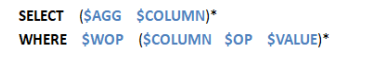 SELECT ($AGG $COLUMN)*
WHERE $WOP ($COLUMN $OP $VALUE)*